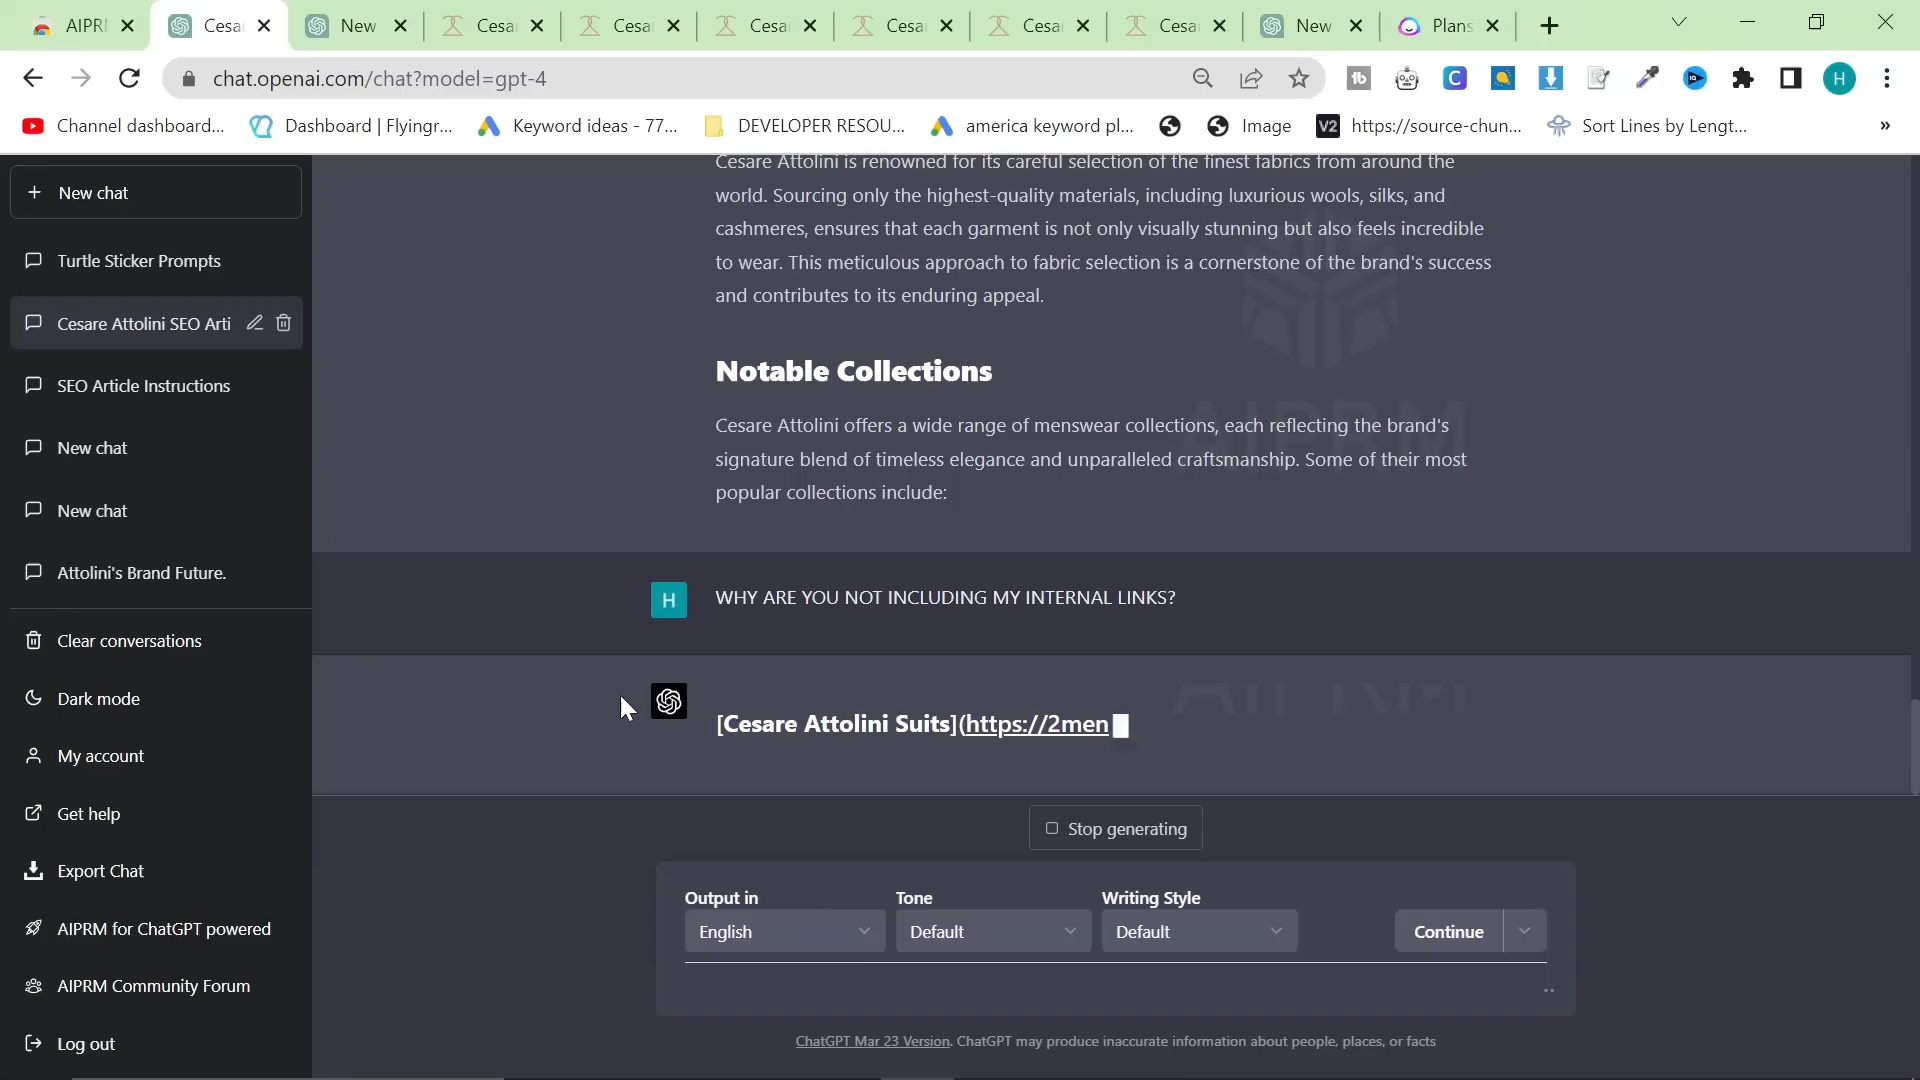 AIPRM
Cesar
New
Cesar
Cesar
Cesar
Cesar
Cesar
Cesar
New
Plans
chat.openai.com/chat?model=gpt-4
H
Channel dashboard...
Dashboard | Flyingr...
Keyword ideas - 77...
DEVELOPER RESOU...
america keyword pl...
Image
V2
https://source-chun...
Sort Lines by Lengt...
»
+ New chat
Turtle Sticker Prompts
Cesare Attolini SEO Arti
SEO Article Instructions
New chat
New chat
Attolini's Brand Future.
Clear conversations
Dark mode
My account
Get help
Export Chat
AIPRM for ChatGPT powered
AIPRM Community Forum
Log out
Cesare Attolini is renowned for its careful selection of the finest fabrics from around the
world. Sourcing only the highest-quality materials, including luxurious wools, silks, and
cashmeres, ensures that each garment is not only visually stunning but also feels incredible
to wear. This meticulous approach to fabric selection is a cornerstone of the brand's success
and contributes to its enduring appeal.
Notable Collections
Cesare Attolini offers a wide range of menswear collections, each reflecting the brand's
signature blend of timeless elegance and unparalleled craftsmanship. Some of their most
popular collections include:
AIPRM
H
WHY ARE YOU NOT INCLUDING MY INTERNAL LINKS?
[Cesare Attolini Suits](https://2men
Stop generating
Output in
Tone
Writing Style
English
Default
Default
Continue
ChatGPT Mar 23 Version. ChatGPT may produce inaccurate information about people, places, or facts